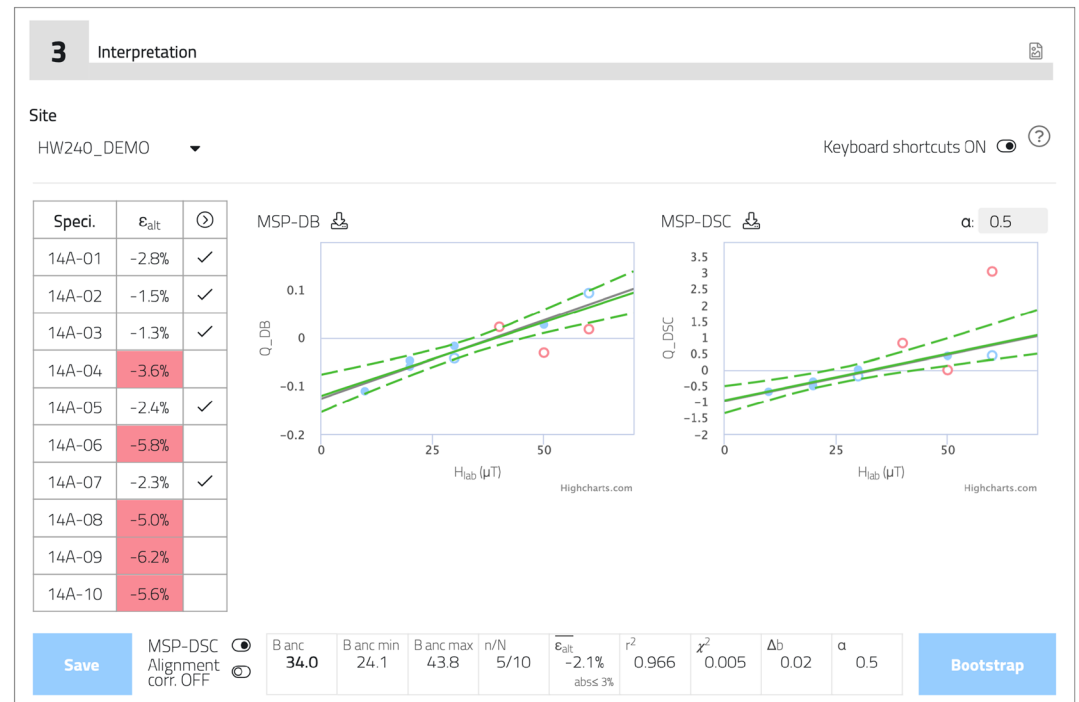 3 Interpretation
Site
HW240_DEMO
Keyboard shortcuts ON ?
Speci. εalt
14A-01 -2.8%
14A-02 -1.5%
14A-03 -1.3%
14A-04 -3.6%
14A-05 -2.4%
14A-06 -5.8%
14A-07 -2.3%
14A-08 -5.0%
14A-09 -6.2%
14A-10 -5.6%
MSP-DB
0.1
0
−0.1
−0.2
Q_DB
0 25 50
Hlab (μT)
Highcharts.com
MSP-DSC α: 0.5
3.5
3
2.5
2
1.5
1
0.5
0
−0.5
−1
−1.5
−2
Q_DSC
0 25 50
Hlab (μT)
Highcharts.com
Save
MSP-DSC
Alignment
corr. OFF
B anc B anc min B anc max n/N εalt r² χ² Δb α
34.0 24.1 43.8 5/10 -2.1% 0.966 0.005 0.02 0.5
abs≤ 3%
Bootstrap